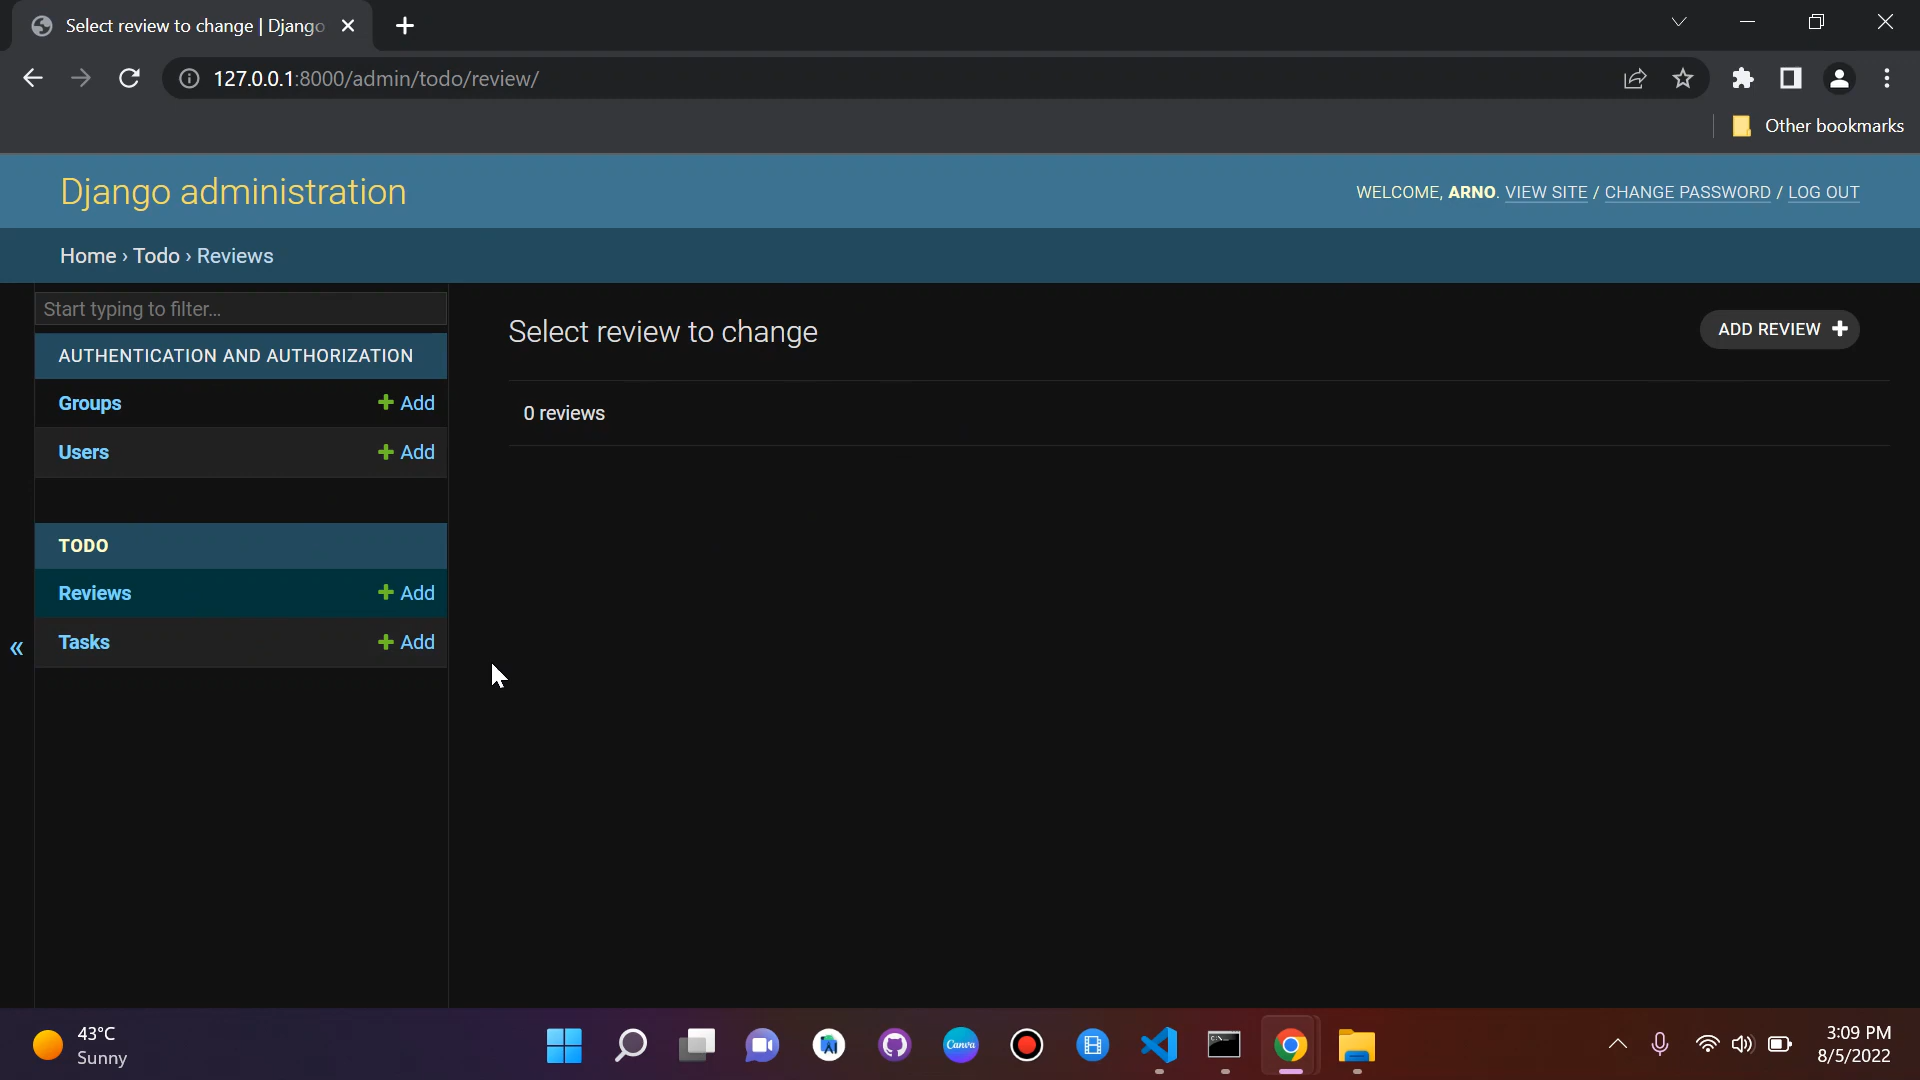 Select review to change | Django
127.0.0.1:8000/admin/todo/review/
Other bookmarks
Django administration
WELCOME, ARNO. VIEW SITE / CHANGE PASSWORD / LOG OUT
Home › Todo › Reviews
Start typing to filter...
Select review to change
ADD REVIEW
AUTHENTICATION AND AUTHORIZATION
Groups Add
0 reviews
Users Add
TODO
Reviews Add
Tasks Add
«
43°C
Sunny
Canva
C:\
3:09 PM
8/5/2022